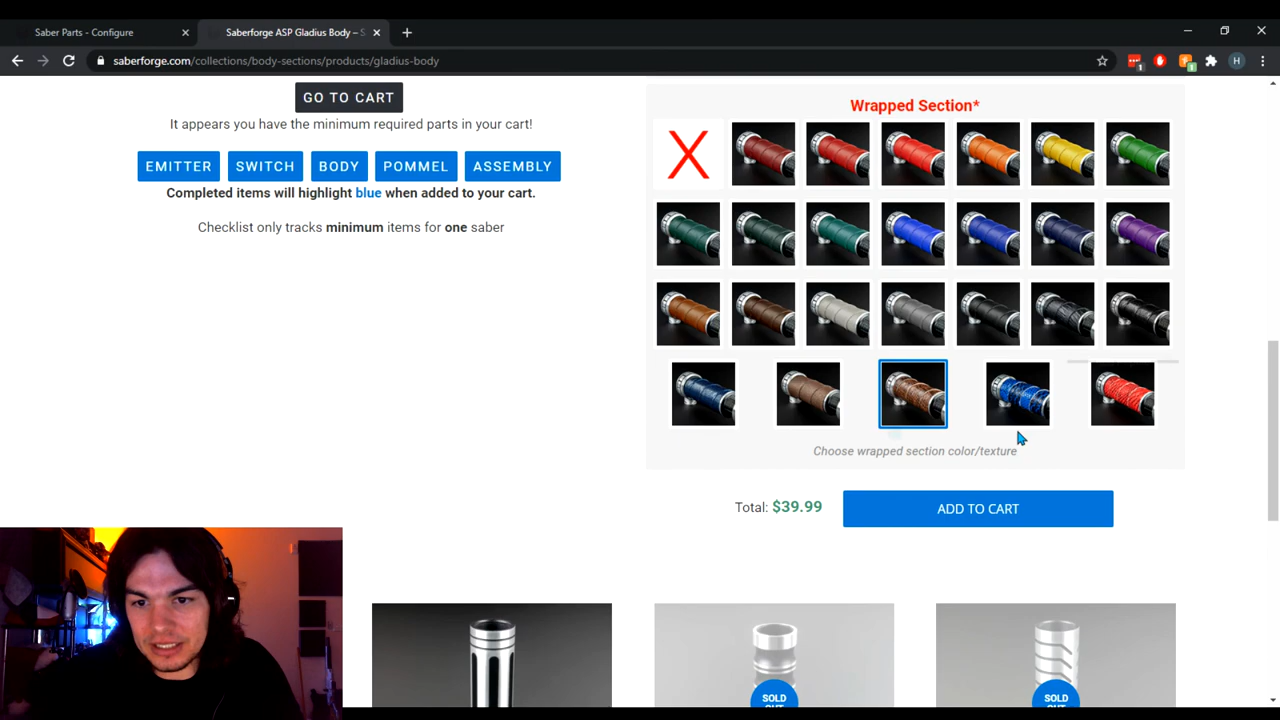 Saber Parts - Configure
Saberforge ASP Gladius Body – S
saberforge.com/collections/body-sections/products/gladius-body
1
1
H
GO TO CART
It appears you have the minimum required parts in your cart!
EMITTER
SWITCH
BODY
POMMEL
ASSEMBLY
Completed items will highlight blue when added to your cart.
Checklist only tracks minimum items for one saber
Wrapped Section*
Choose wrapped section color/texture
Total: $39.99
ADD TO CART
SOLD
OUT
SOLD
OUT